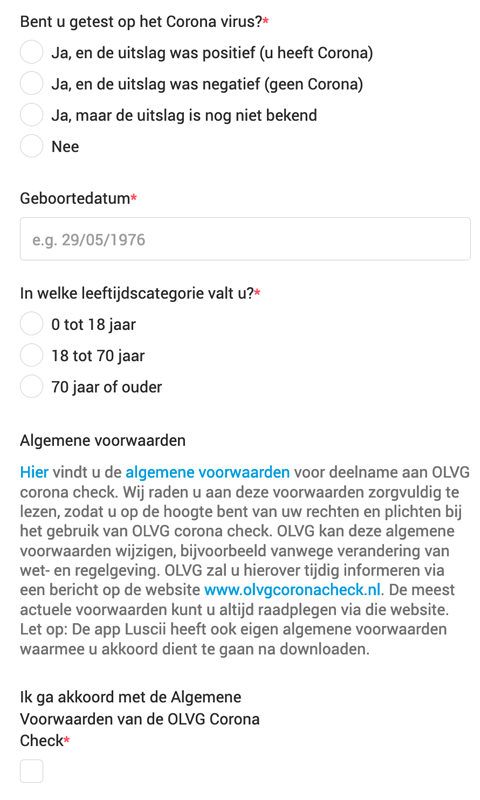 Bent u getest op het Corona virus?*
Ja, en de uitslag was positief (u heeft Corona)
Ja, en de uitslag was negatief (geen Corona)
Ja, maar de uitslag is nog niet bekend
Nee
Geboortedatum*
e.g. 29/05/1976
In welke leeftijdscategorie valt u?*
0 tot 18 jaar
18 tot 70 jaar
70 jaar of ouder
Algemene voorwaarden
Hier vindt u de algemene voorwaarden voor deelname aan OLVG
corona check. Wij raden u aan deze voorwaarden zorgvuldig te
lezen, zodat u op de hoogte bent van uw rechten en plichten bij
het gebruik van OLVG corona check. OLVG kan deze algemene
voorwaarden wijzigen, bijvoorbeeld vanwege verandering van
wet- en regelgeving. OLVG zal u hierover tijdig informeren via
een bericht op de website www.olvgcoronacheck.nl. De meest
actuele voorwaarden kunt u altijd raadplegen via die website.
Let op: De app Luscii heeft ook eigen algemene voorwaarden
waarmee u akkoord dient te gaan na downloaden.
Ik ga akkoord met de Algemene
Voorwaarden van de OLVG Corona
Check*